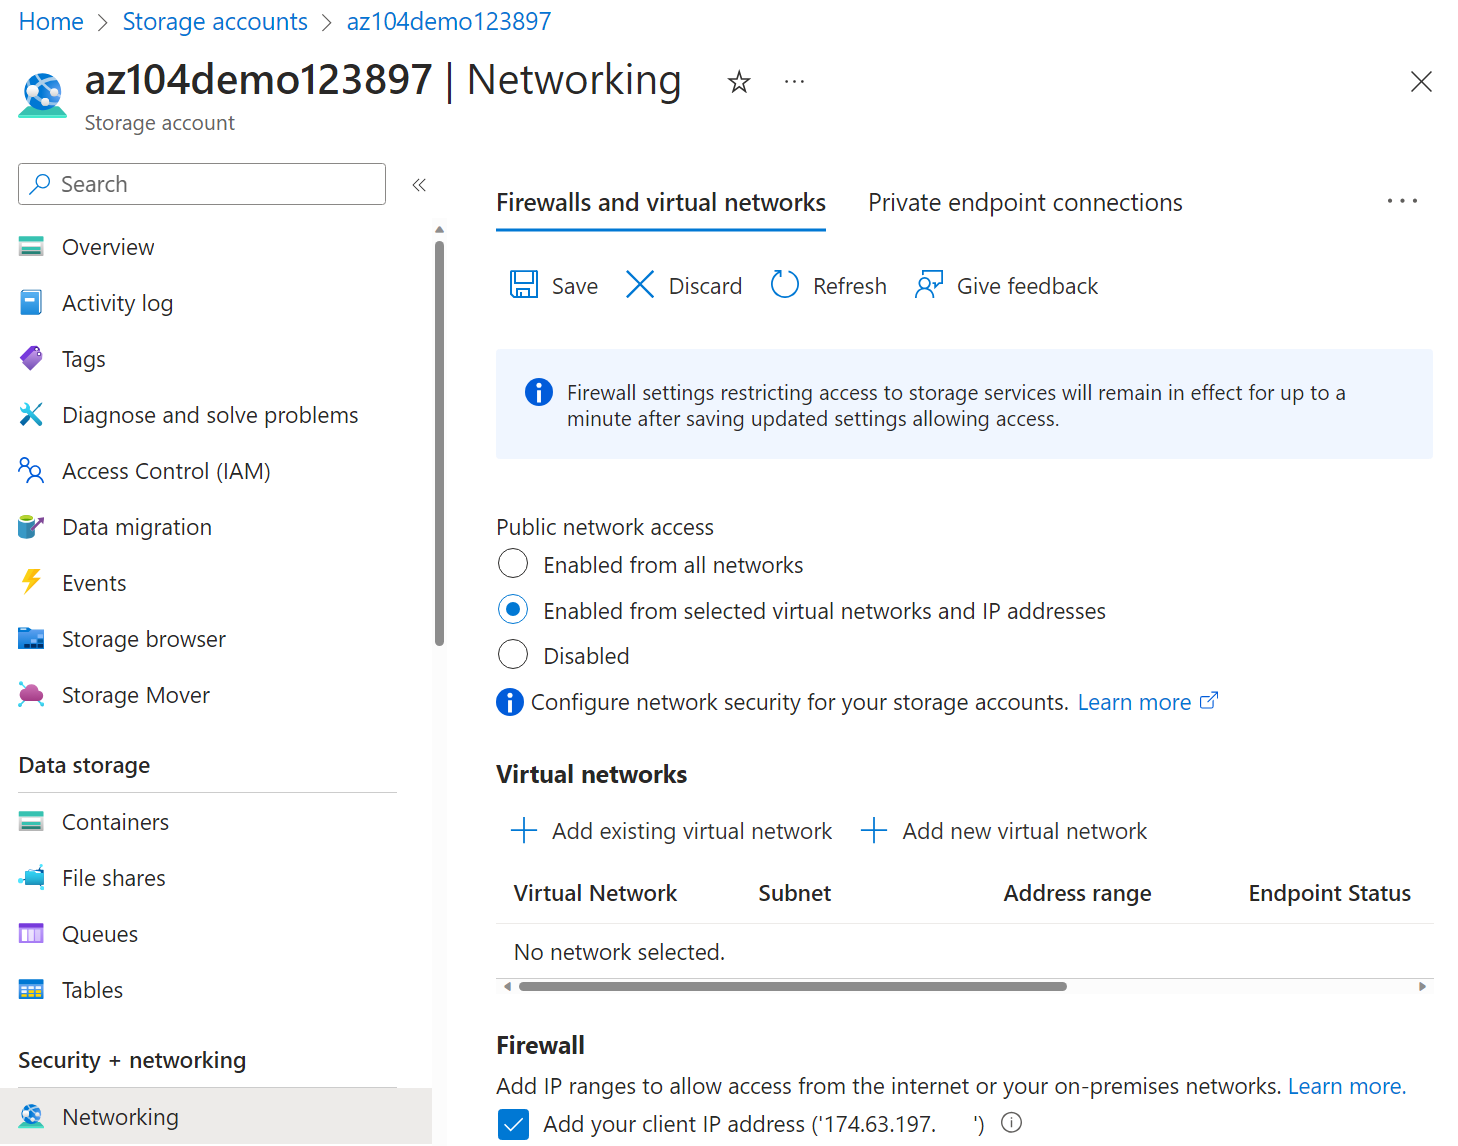 Home > Storage accounts > az104demo123897
az104demo123897 | Networking
Storage account
Search
Overview
Activity log
Tags
Diagnose and solve problems
Access Control (IAM)
Data migration
Events
Storage browser
Storage Mover
Data storage
Containers
File shares
Queues
Tables
Security + networking
Networking
Firewalls and virtual networks Private endpoint connections
Save Discard Refresh Give feedback
Firewall settings restricting access to storage services will remain in effect for up to a
minute after saving updated settings allowing access.
Public network access
Enabled from all networks
Enabled from selected virtual networks and IP addresses
Disabled
Configure network security for your storage accounts. Learn more
Virtual networks
Add existing virtual network Add new virtual network
Virtual Network Subnet Address range Endpoint Status
No network selected.
Firewall
Add IP ranges to allow access from the internet or your on-premises networks. Learn more.
Add your client IP address ('174.63.197. ')